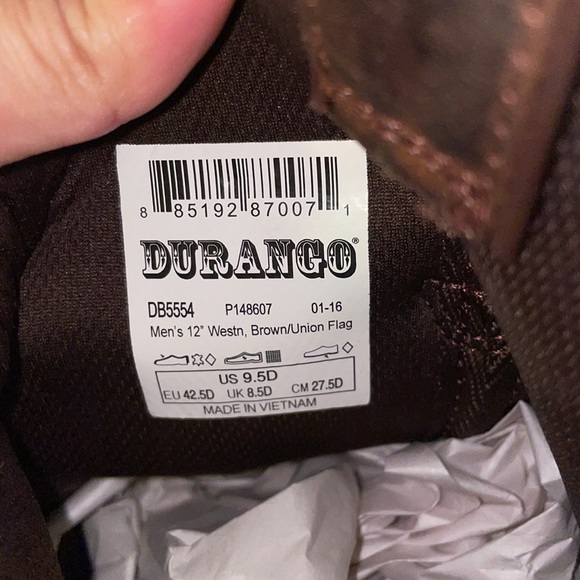 8 85192 87007 1
DURANGO®
DB5554 P148607 01-16
Men's 12" Westn, Brown/Union Flag
US 9.5D
EU 42.5D UK 8.5D CM 27.5D
MADE IN VIETNAM